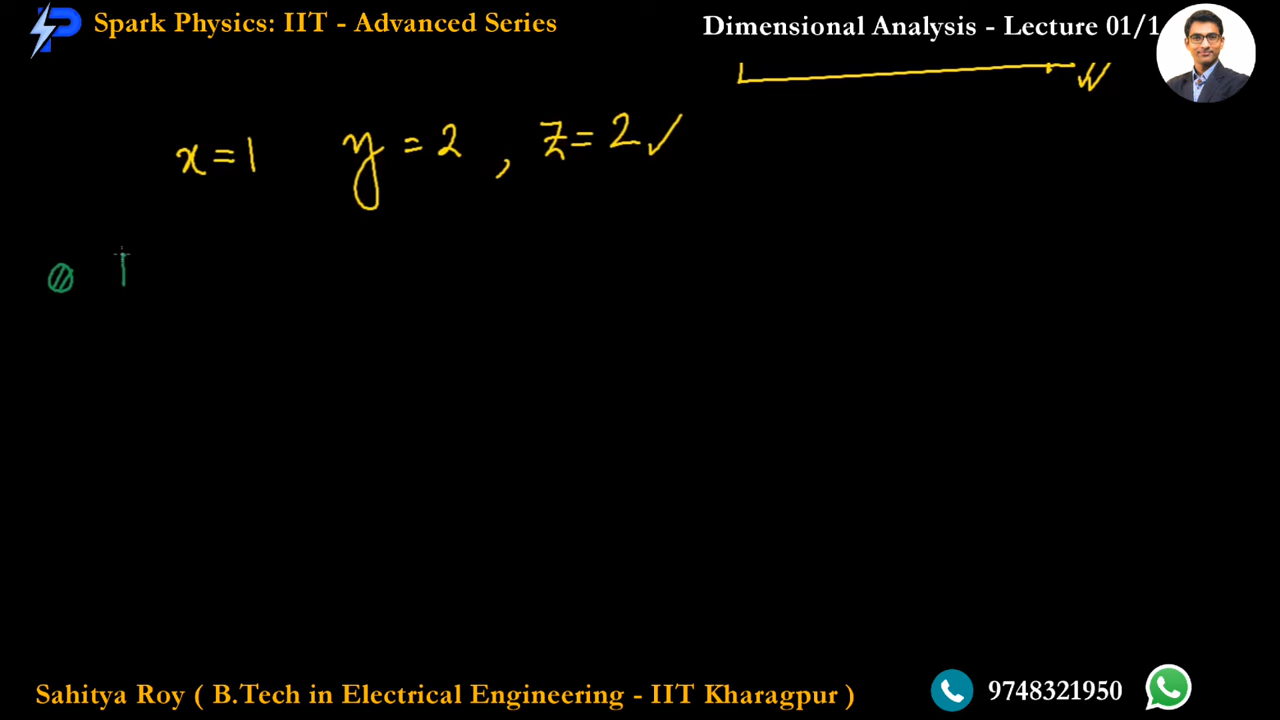 Spark Physics: IIT - Advanced Series
Dimensional Analysis - Lecture 01/1
x = 1 y = 2 , z = 2 ✓
Sahitya Roy ( B.Tech in Electrical Engineering - IIT Kharagpur )
9748321950